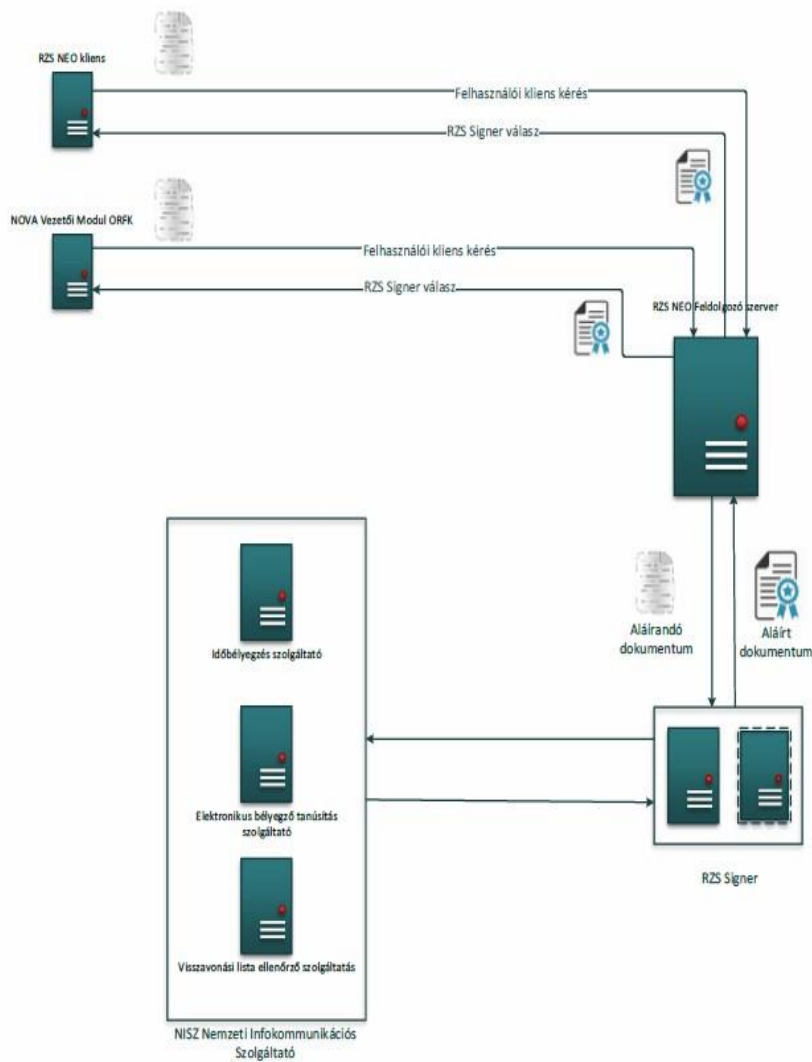 RZS NEO kliens
Felhasználói kliens kérés
RZS Signer válasz
NOVA Vezetői Modul ORFK
Felhasználói kliens kérés
RZS Signer válasz
RZS NEO Feldolgozó szerver
Időbélyegzés szolgáltató
Aláírandó
dokumentum
Aláírt
dokumentum
Elektronikus bélyegző tanúsítás
szolgáltató
RZS Signer
Visszavonási lista ellenőrző szolgáltatás
NISZ Nemzeti Infokommunikációs
Szolgáltató